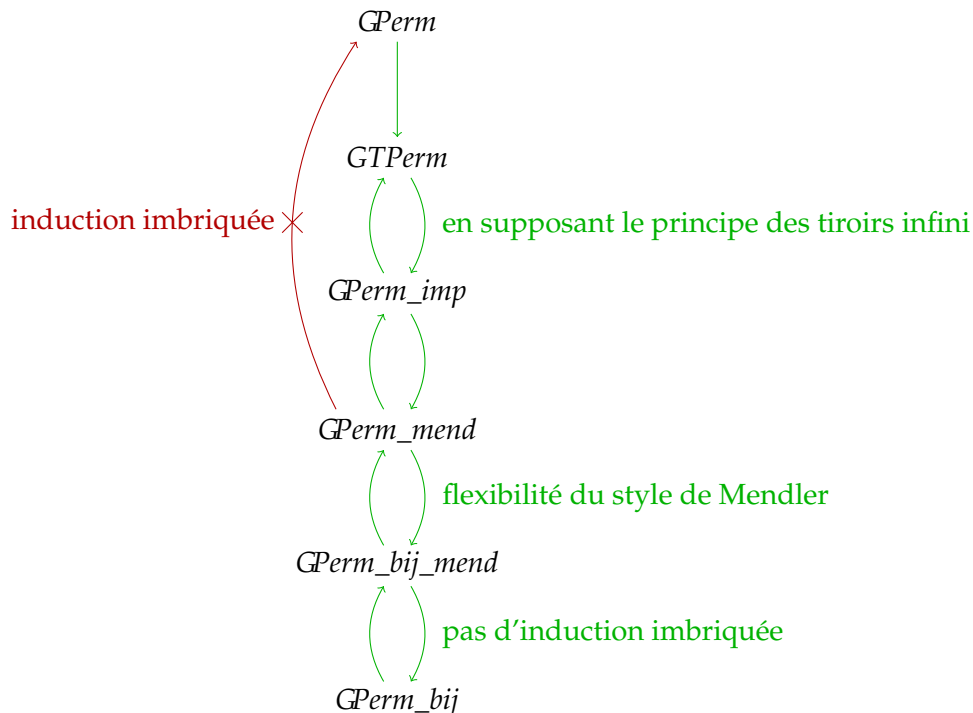 GPerm
GTPerm
induction imbriquée
en supposant le principe des tiroirs infini
GPerm_imp
GPerm_mend
flexibilité du style de Mendler
GPerm_bij_mend
pas d'induction imbriquée
GPerm_bij